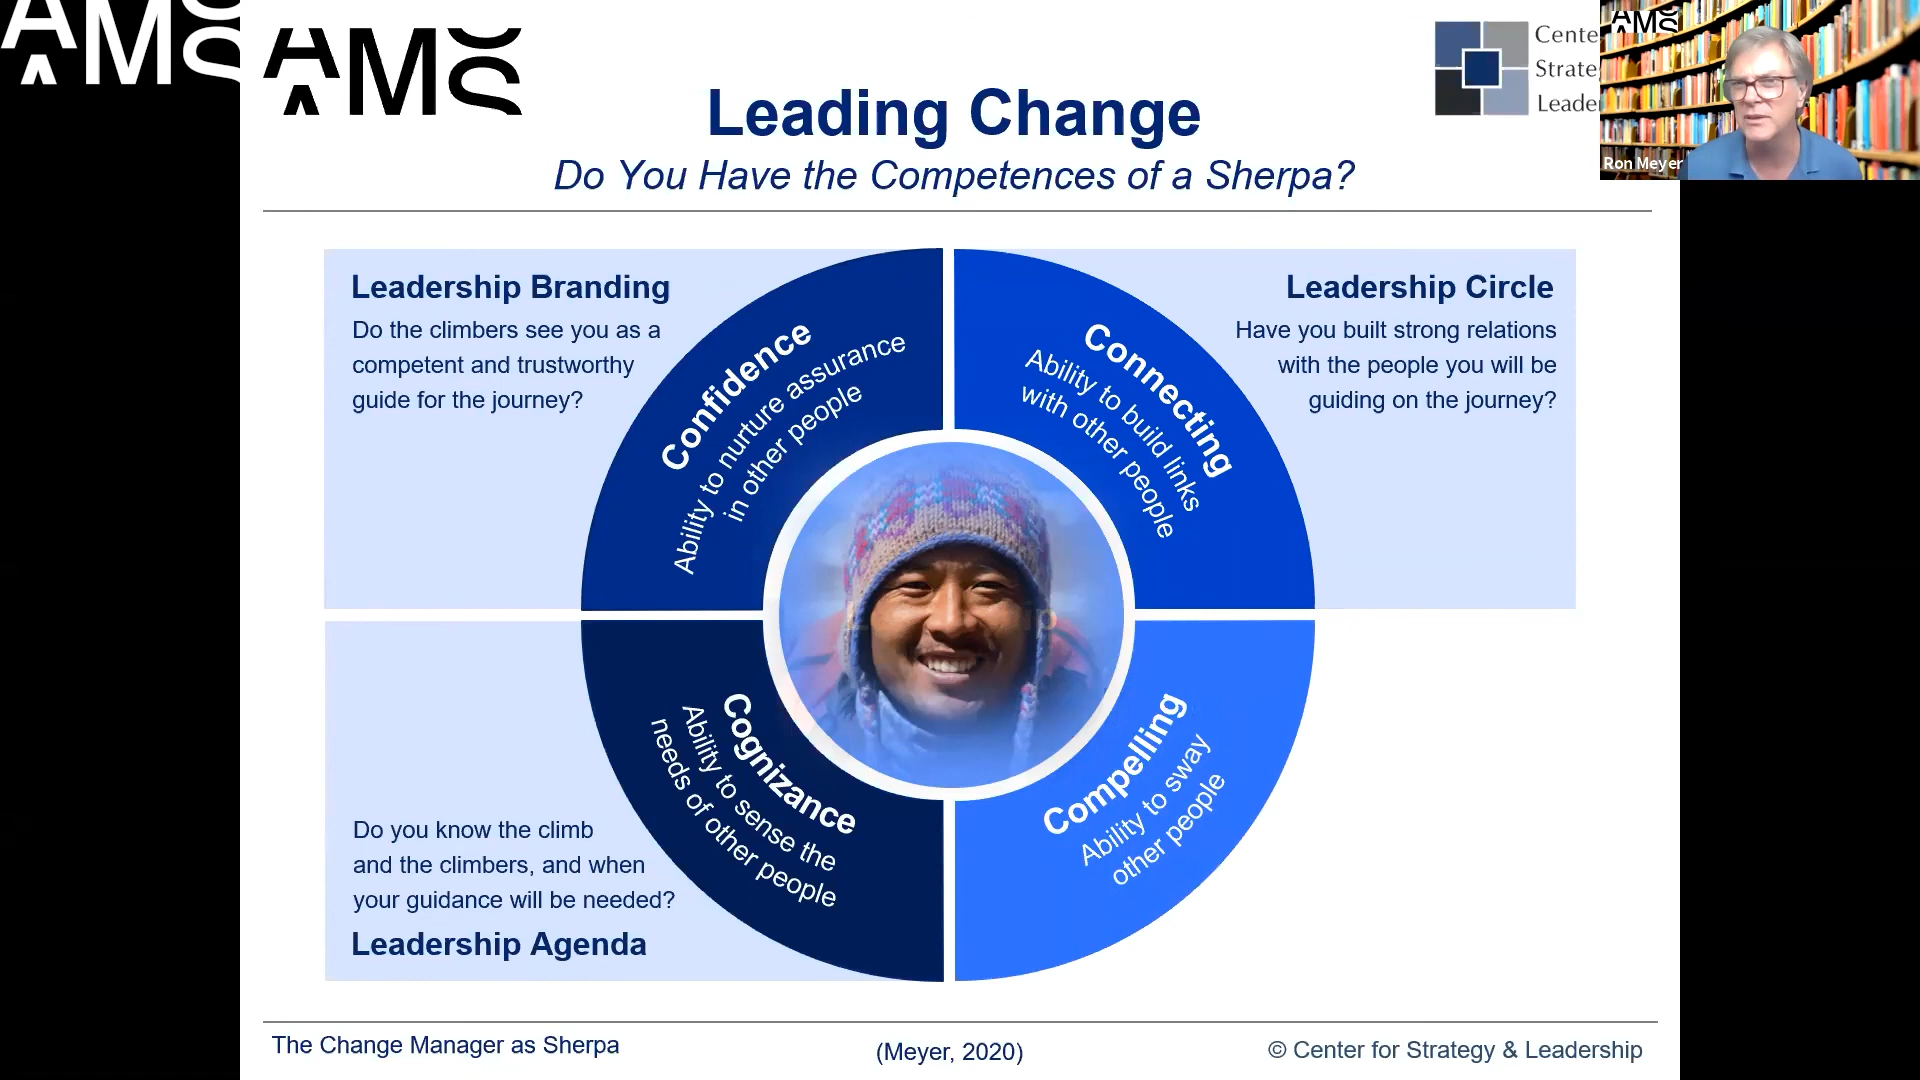 AMS
AMS
Leading Change
Do You Have the Competences of a Sherpa?
Cente
Strate
Leader
AMS
Ron Meyer
Leadership Branding
Do the climbers see you as a
competent and trustworthy
guide for the journey?
Confidence
Ability to nurture assurance
in other people
Connecting
Ability to build links
with other people
Leadership Circle
Have you built strong relations
with the people you will be
guiding on the journey?
Cognizance
Ability to sense the
needs of other people
Compelling
Ability to sway
other people
Do you know the climb
and the climbers, and when
your guidance will be needed?
Leadership Agenda
The Change Manager as Sherpa
(Meyer, 2020)
© Center for Strategy & Leadership